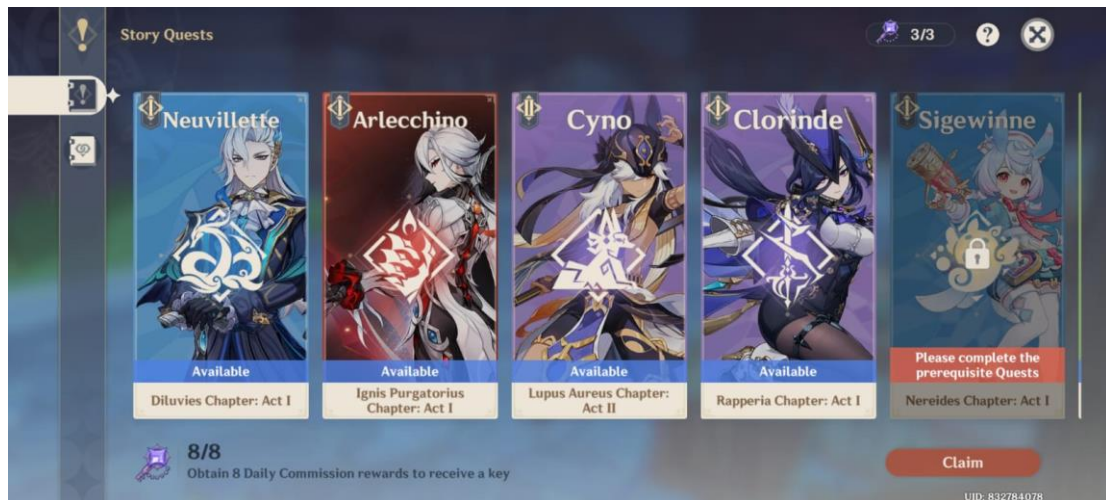 Story Quests
3/3
?
I
Neuvillette
I
Arlecchino
II
Cyno
I
Clorinde
I
Sigewinne
Available
Diluvies Chapter: Act I
Available
Ignis Purgatorius
Chapter: Act I
Available
Lupus Aureus Chapter:
Act II
Available
Rapperia Chapter: Act I
Please complete the
prerequisite Quests
Nereides Chapter: Act I
8/8
Obtain 8 Daily Commission rewards to receive a key
Claim
UID: 832784078